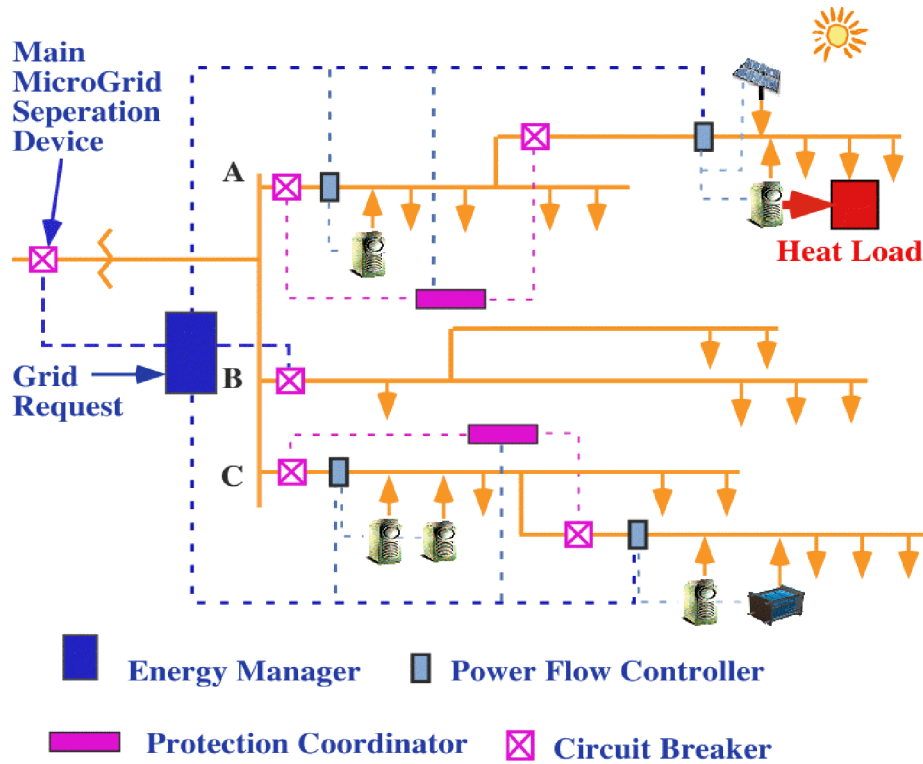 Main
MicroGrid
Seperation
Device
A
Heat Load
B
Grid
Request
C
Energy Manager
Power Flow Controller
Protection Coordinator
Circuit Breaker